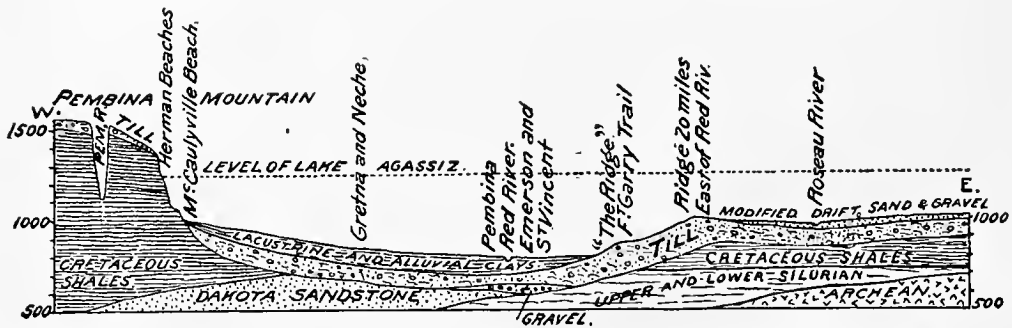 W.
PEMBINA MOUNTAIN
PEM. R.
TILL
Herman Beaches
McCaulyville Beach.
Gretna and Neche,
Pembina
Red River.
Emerson and
St Vincent
"The Ridge."
FT Garry Trail
Ridge 20 miles
East of Red Riv.
Roseau River
E.
1500
1000
500
LEVEL OF LAKE AGASSIZ.
LACUSTRINE AND ALLUVIAL CLAYS
TILL
MODIFIED DRIFT, SAND & GRAVEL
1000
CRETACEOUS
SHALES
DAKOTA SANDSTONE
GRAVEL.
CRETACEOUS SHALES
UPPER AND LOWER SILURIAN
ARCHEAN
500